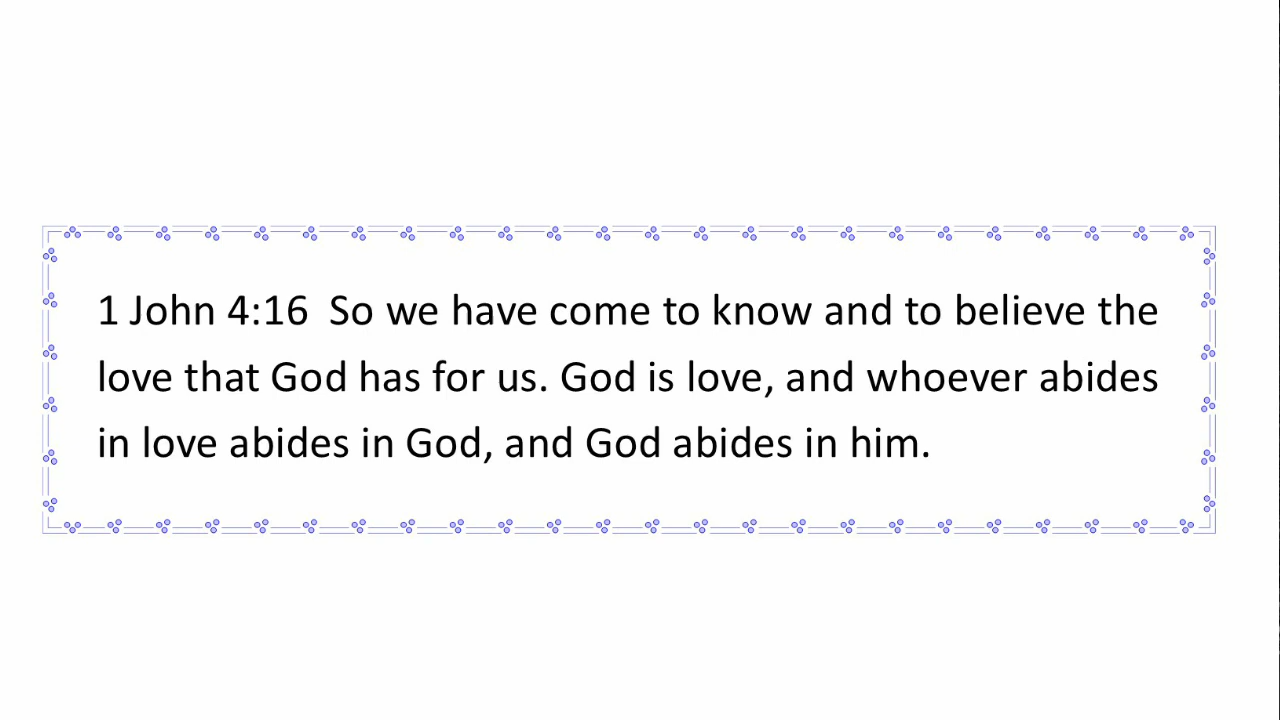 1 John 4:16  So we have come to know and to believe the
love that God has for us. God is love, and whoever abides
in love abides in God, and God abides in him.